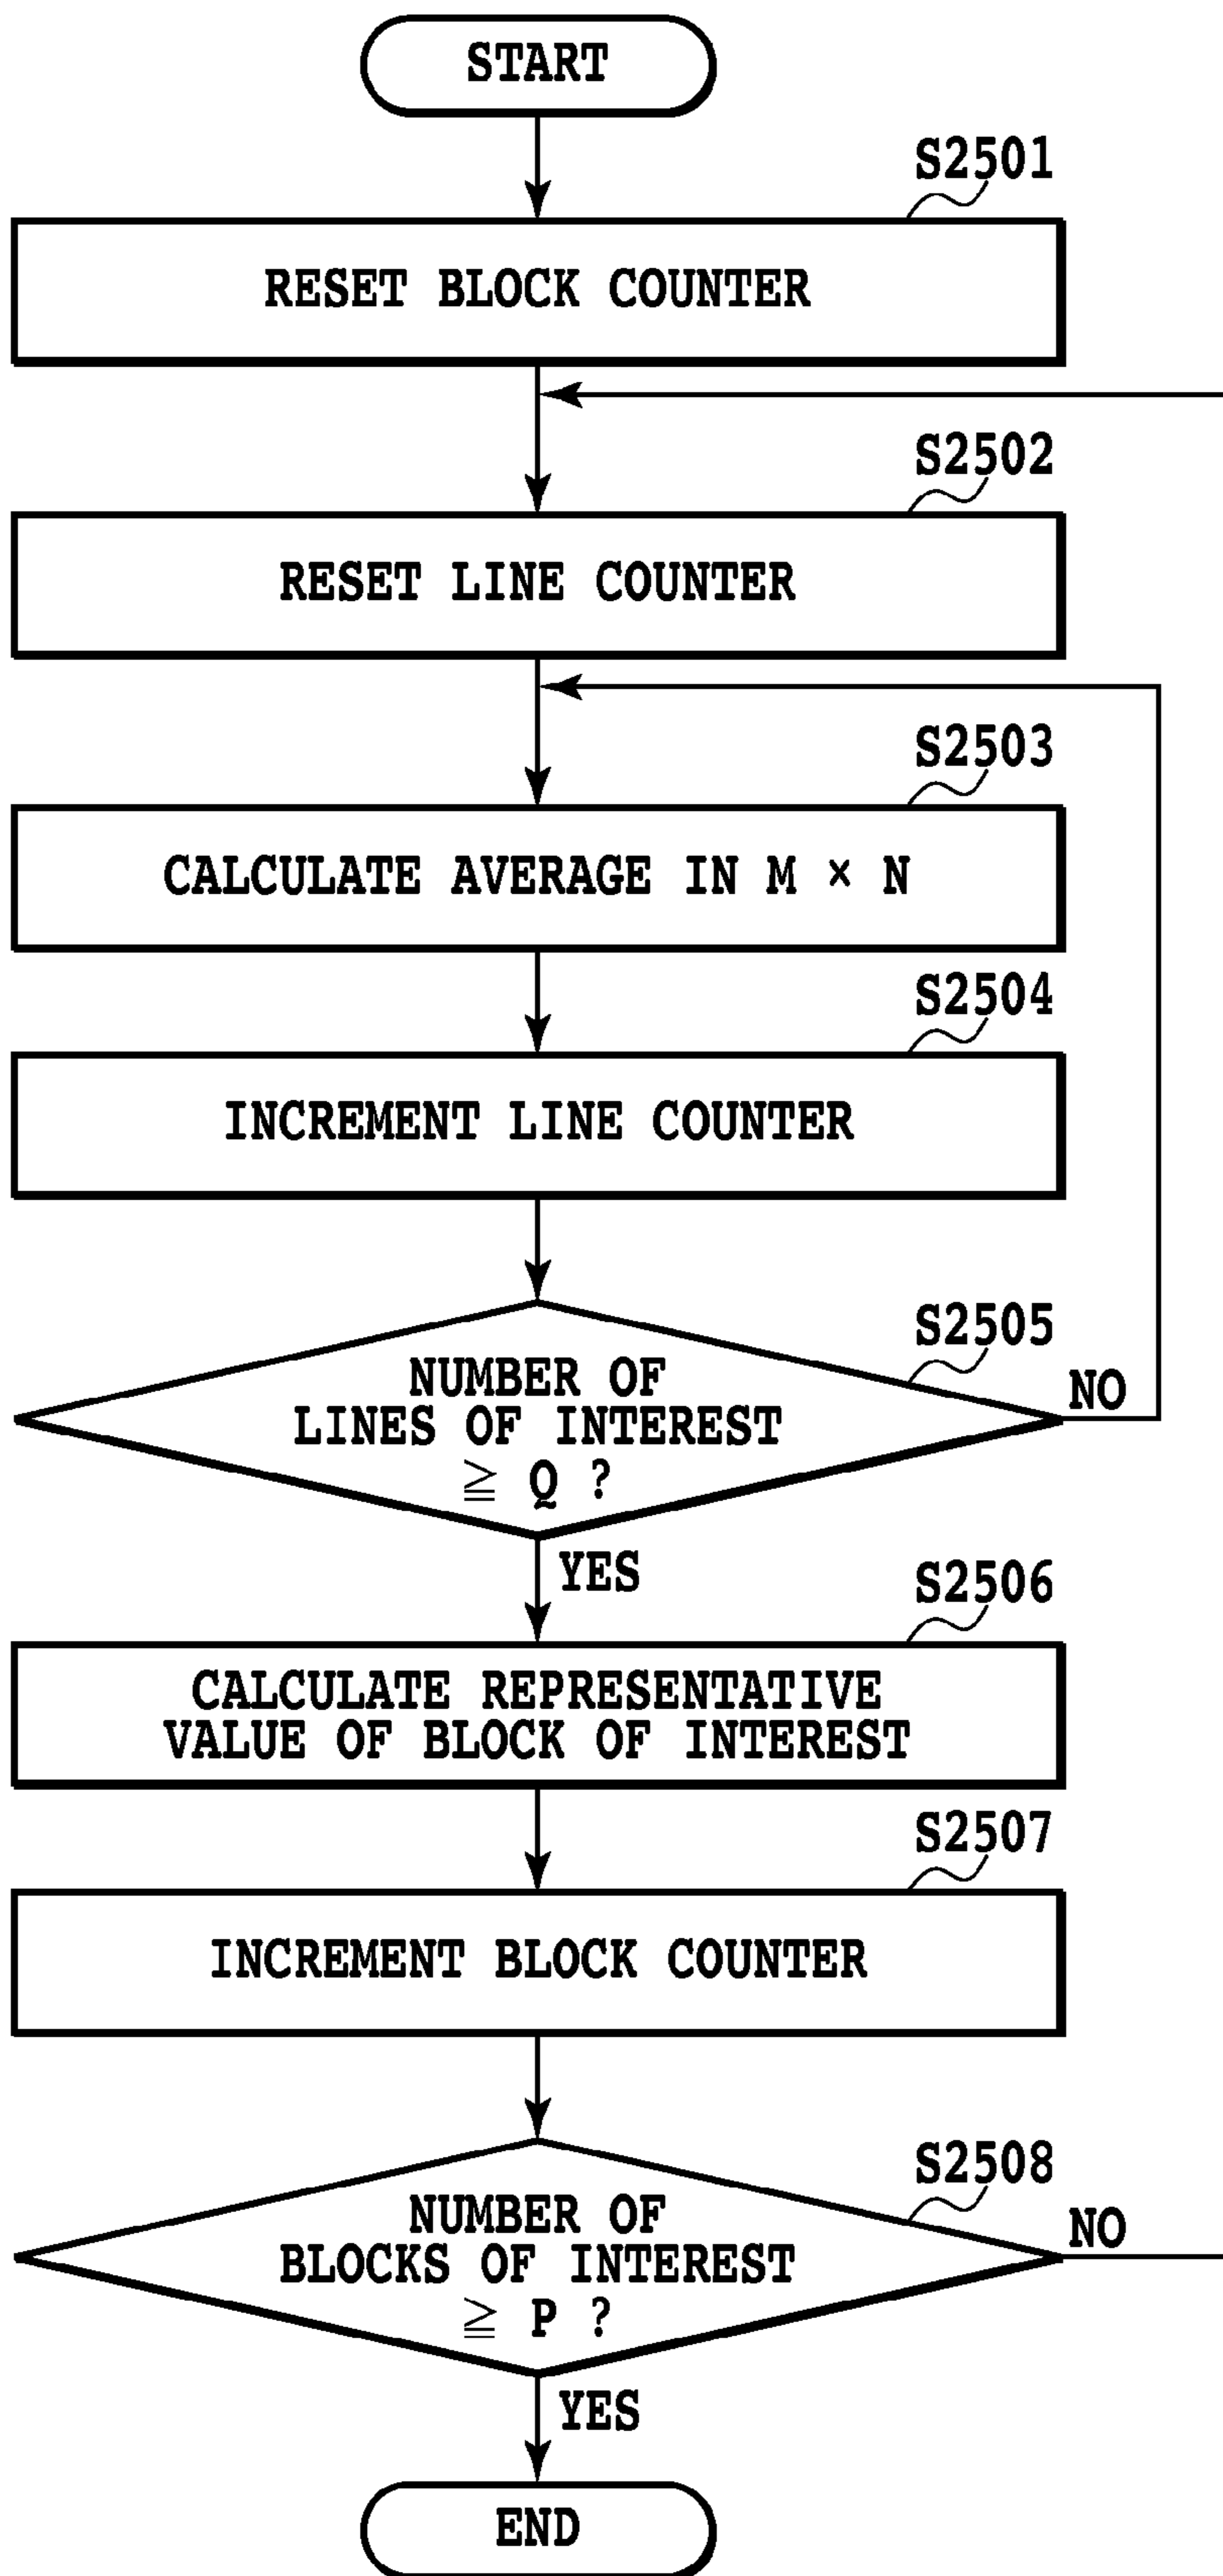 START
S2501
RESET BLOCK COUNTER
S2502
RESET LINE COUNTER
S2503
CALCULATE AVERAGE IN M × N
S2504
INCREMENT LINE COUNTER
S2505
NUMBER OF
LINES OF INTEREST
≧ Q ?
NO
YES
S2506
CALCULATE REPRESENTATIVE
VALUE OF BLOCK OF INTEREST
S2507
INCREMENT BLOCK COUNTER
S2508
NUMBER OF
BLOCKS OF INTEREST
≧ P ?
NO
YES
END